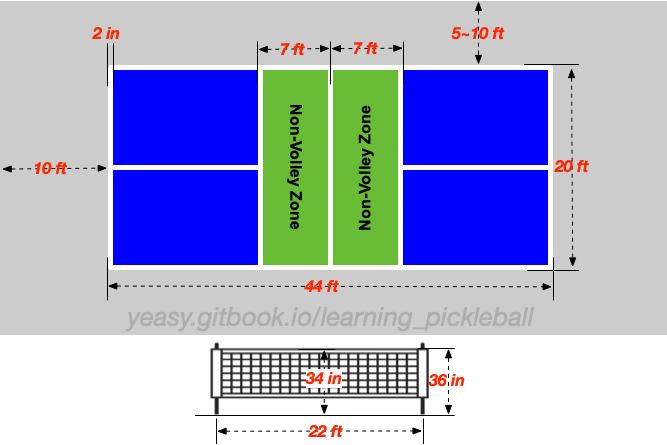 2 in
7 ft
7 ft
5~10 ft
Non-Volley Zone
Non-Volley Zone
10 ft
20 ft
44 ft
yeasy.gitbook.io/learning_pickleball
34 in
36 in
22 ft